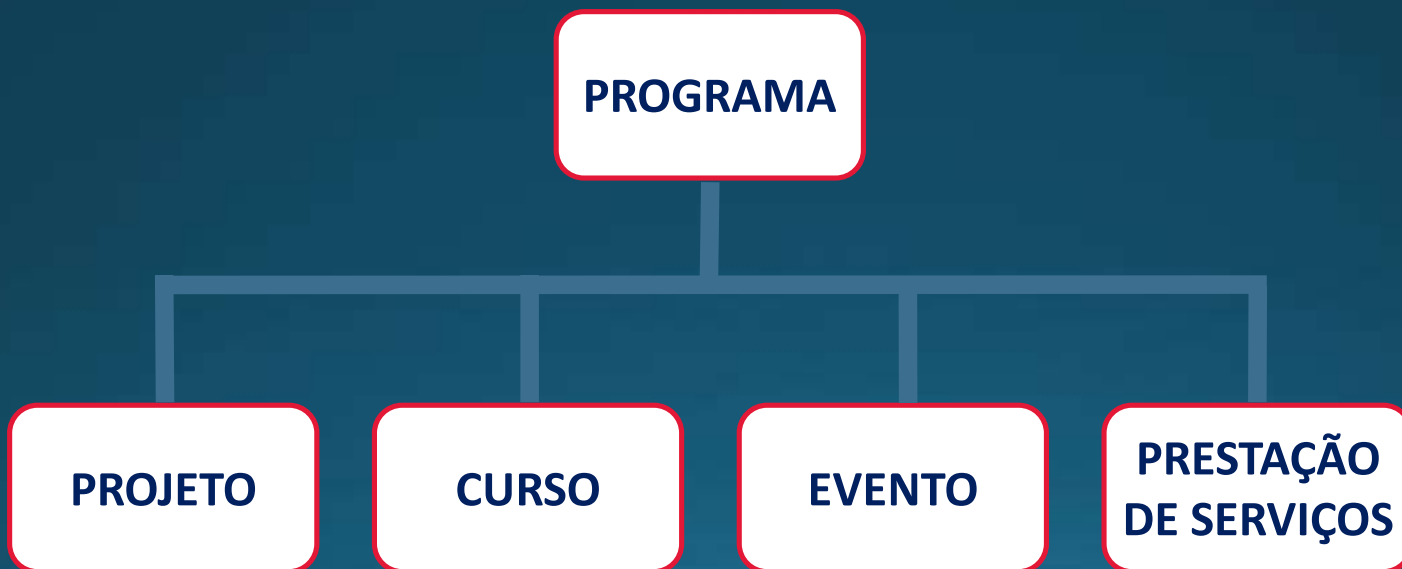 PROGRAMA
PROJETO
CURSO
EVENTO
PRESTAÇÃO
DE SERVIÇOS